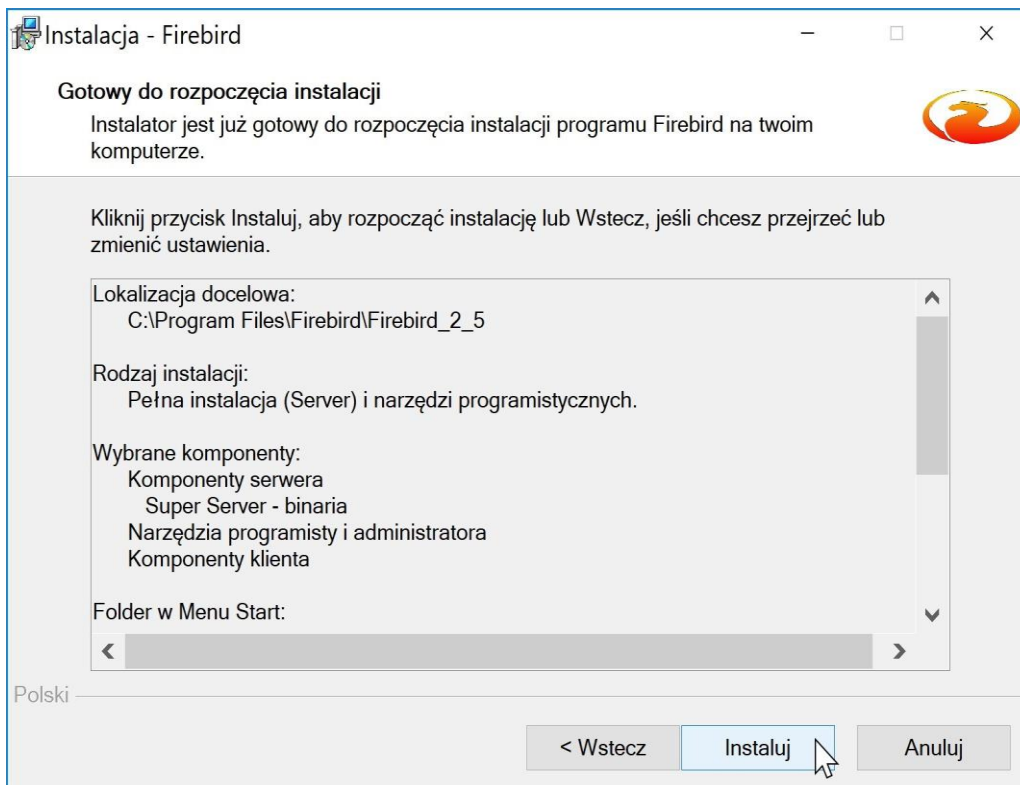 Instalacja - Firebird
Gotowy do rozpoczęcia instalacji
Instalator jest już gotowy do rozpoczęcia instalacji programu Firebird na twoim
komputerze.
Kliknij przycisk Instaluj, aby rozpocząć instalację lub Wstecz, jeśli chcesz przejrzeć lub
zmienić ustawienia.
Lokalizacja docelowa:
C:\Program Files\Firebird\Firebird_2_5
Rodzaj instalacji:
Pełna instalacja (Server) i narzędzi programistycznych.
Wybrane komponenty:
Komponenty serwera
Super Server - binaria
Narzędzia programisty i administratora
Komponenty klienta
Folder w Menu Start:
Polski
< Wstecz
Instaluj
Anuluj